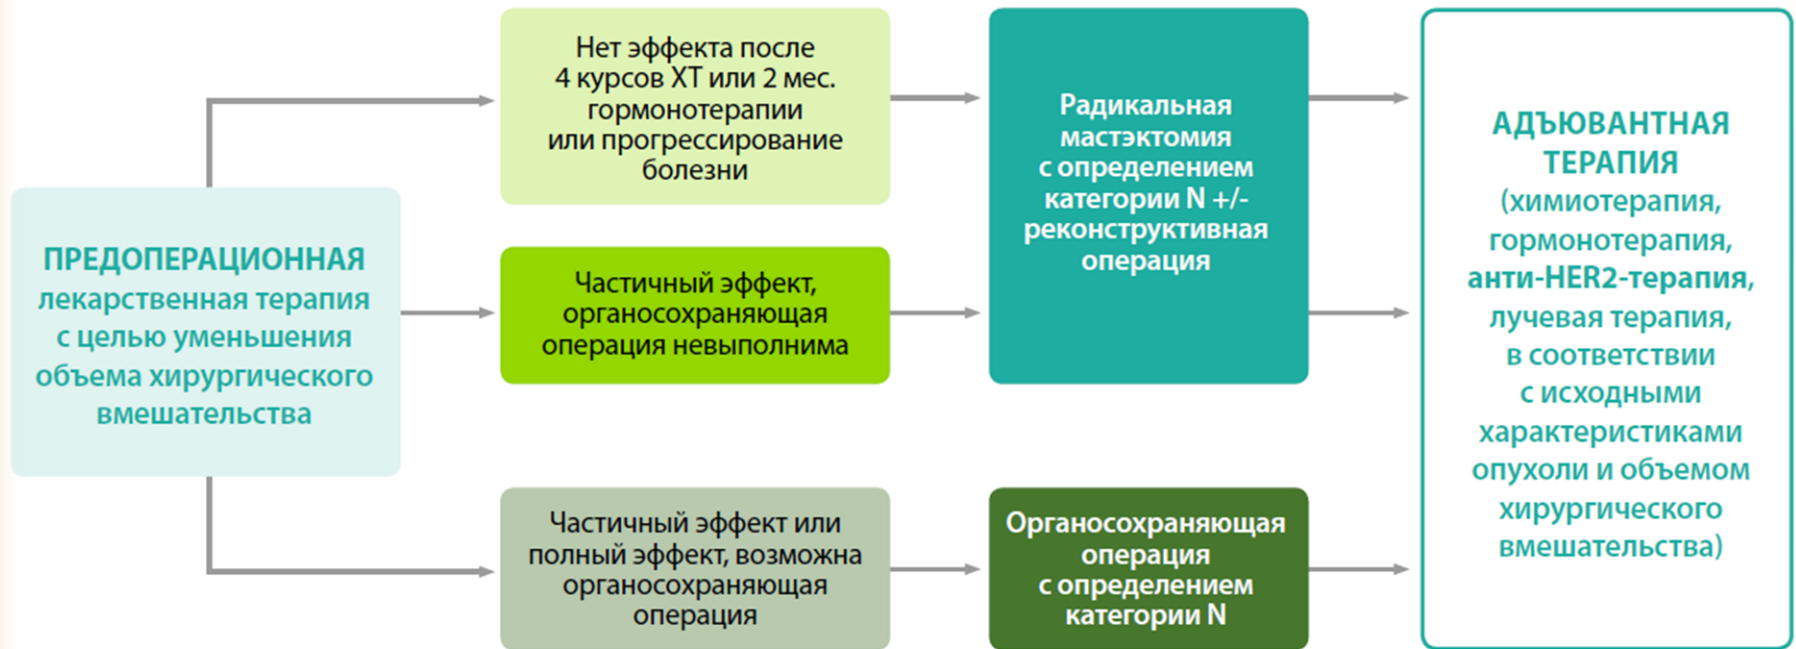 ПРЕДОПЕРАЦИОННАЯ
лекарственная терапия
с целью уменьшения
объема хирургического
вмешательства
Нет эффекта после
4 курсов ХТ или 2 мес.
гормонотерапии
или прогрессирование
болезни
Частичный эффект,
органосохраняющая
операция невыполнима
Частичный эффект или
полный эффект, возможна
органосохраняющая
операция
Радикальная
мастэктомия
с определением
категории N +/-
реконструктивная
операция
Органосохраняющая
операция
с определением
категории N
АДЪЮВАНТНАЯ
ТЕРАПИЯ
(химиотерапия,
гормонотерапия,
анти-HER2-терапия,
лучевая терапия,
в соответствии
с исходными
характеристиками
опухоли и объемом
хирургического
вмешательства)